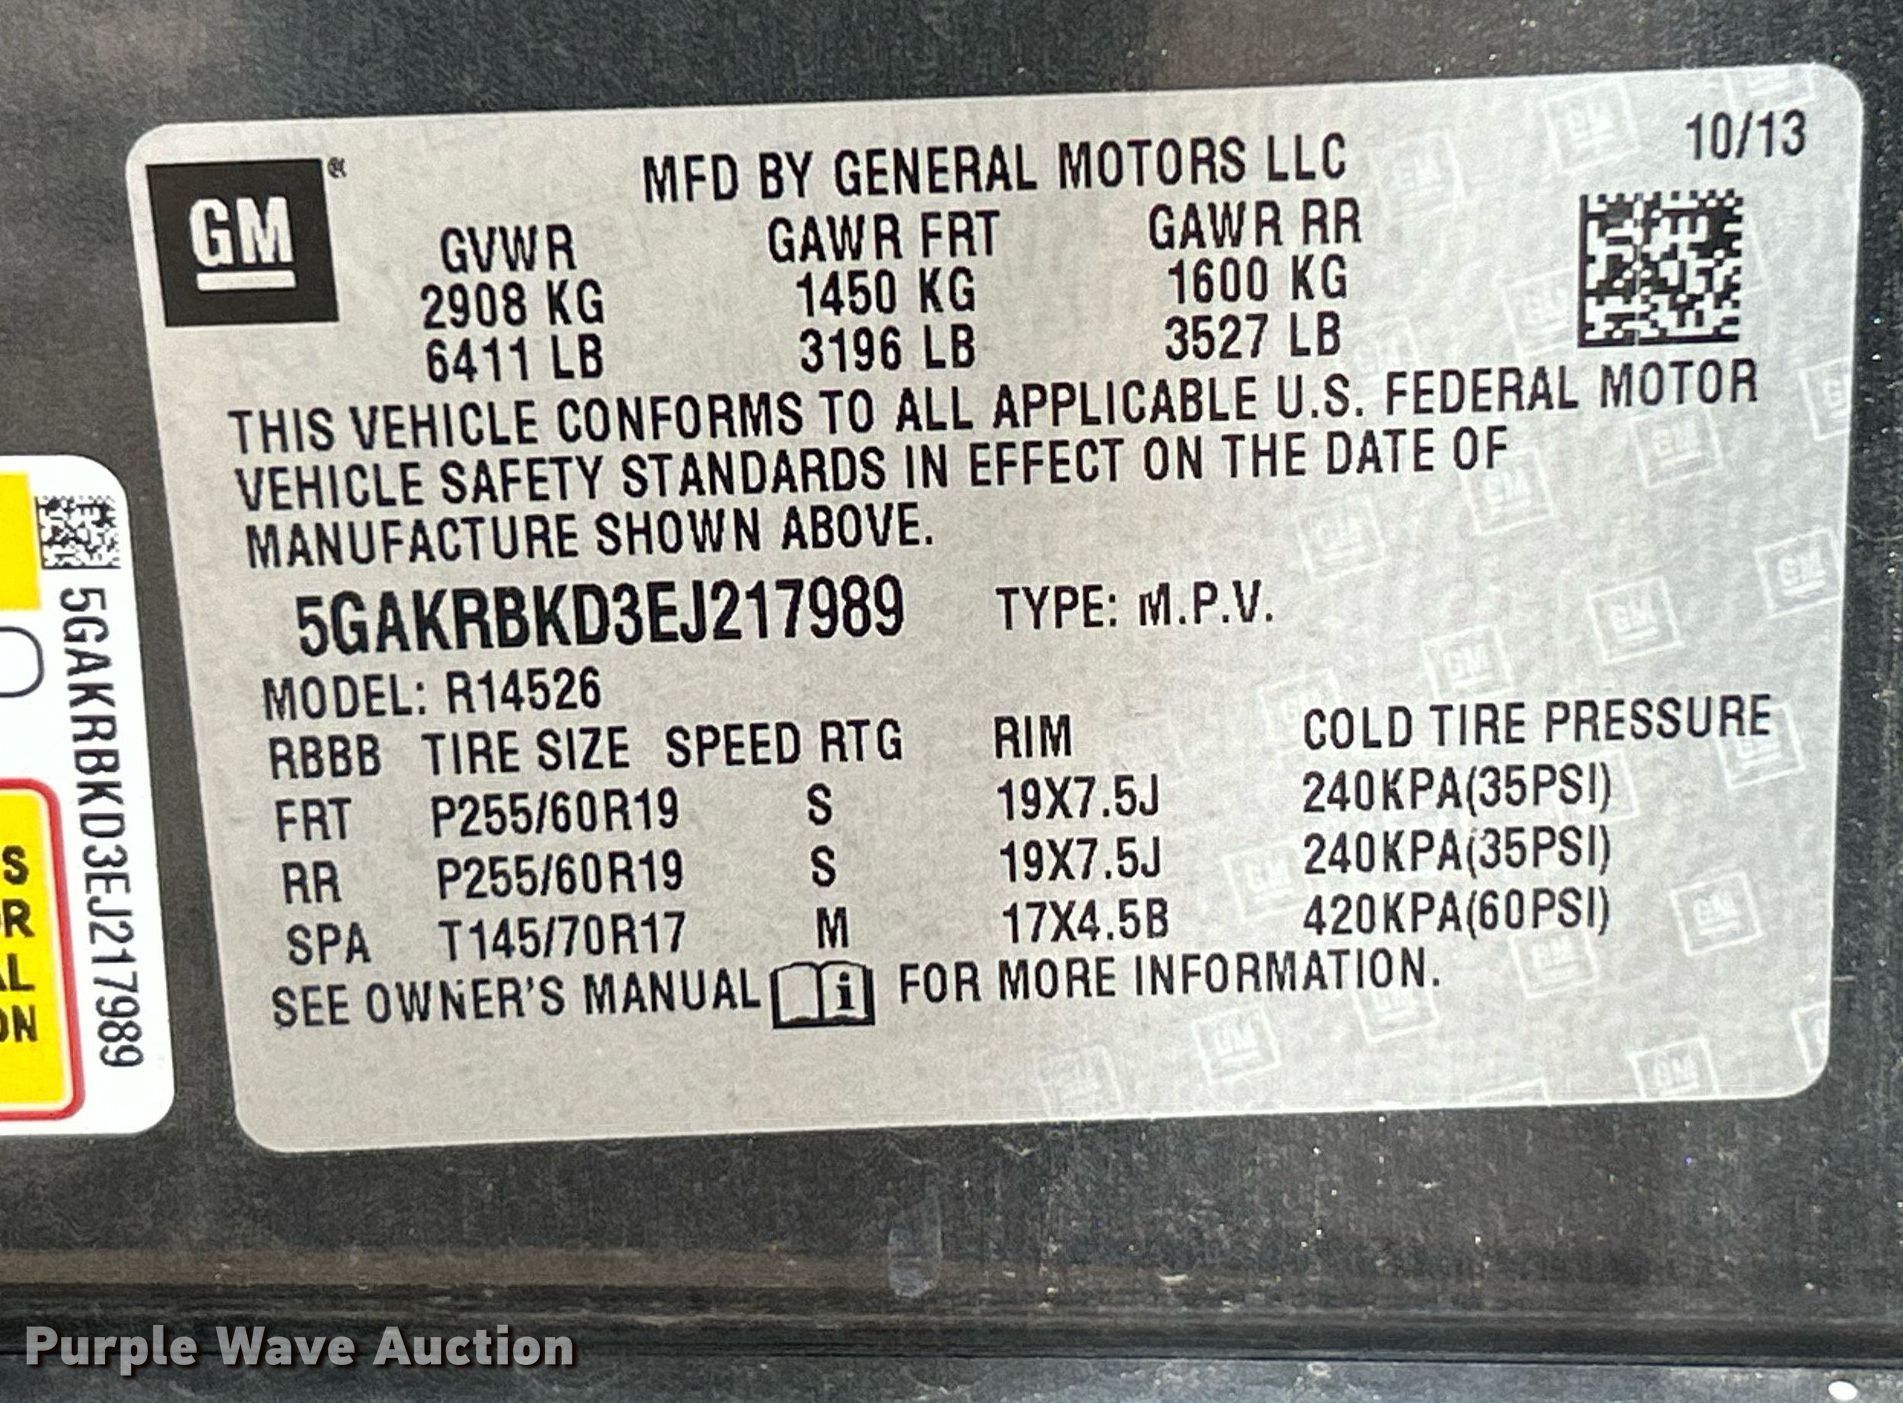 10/13
GM
MFD BY GENERAL MOTORS LLC
GVWR GAWR FRT GAWR RR
2908 KG 1450 KG 1600 KG
6411 LB 3196 LB 3527 LB
THIS VEHICLE CONFORMS TO ALL APPLICABLE U.S. FEDERAL MOTOR
VEHICLE SAFETY STANDARDS IN EFFECT ON THE DATE OF
MANUFACTURE SHOWN ABOVE.
5GAKRBKD3EJ217989 TYPE: M.P.V.
MODEL: R14526
RBBB TIRE SIZE SPEED RTG RIM COLD TIRE PRESSURE
FRT P255/60R19 S 19X7.5J 240KPA(35PSI)
RR P255/60R19 S 19X7.5J 240KPA(35PSI)
SPA T145/70R17 M 17X4.5B 420KPA(60PSI)
SEE OWNER'S MANUAL i FOR MORE INFORMATION.
5GAKRBKD3EJ217989
Purple Wave Auction